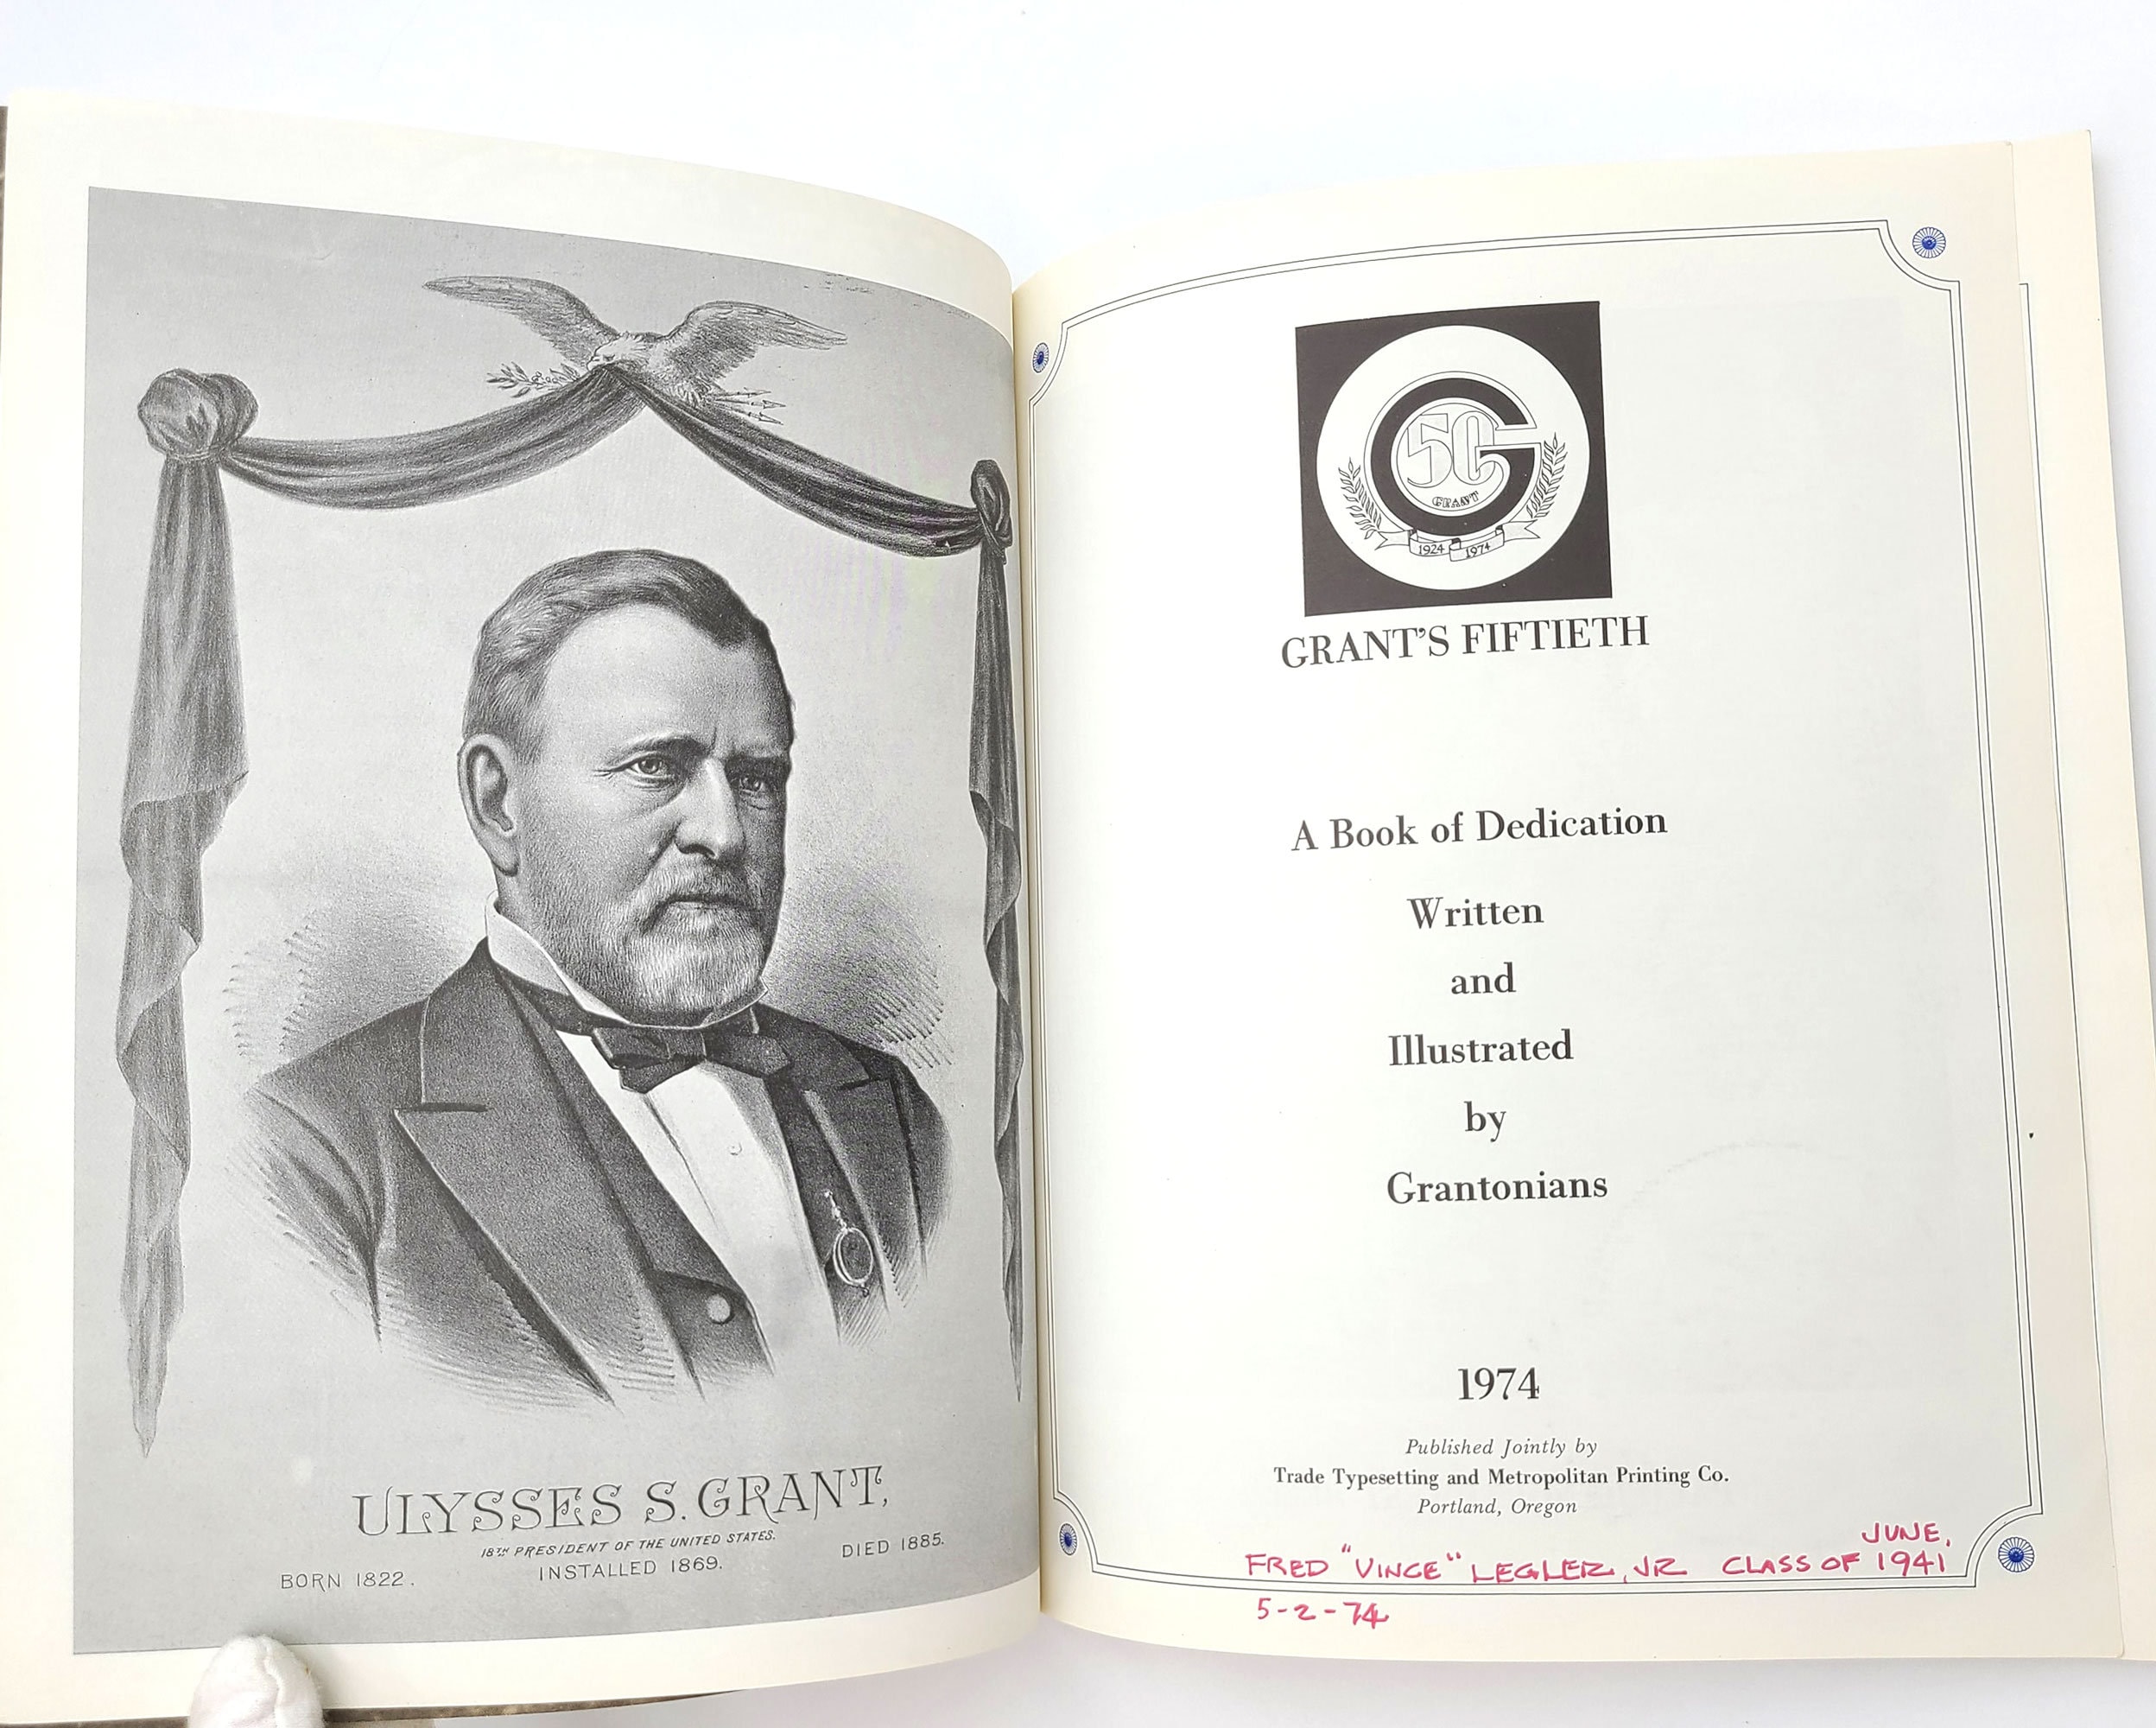 ULYSSES S. GRANT,
18TH PRESIDENT OF THE UNITED STATES.
BORN 1822.
INSTALLED 1869.
DIED 1885.
50
G
GRANT
1924 1974
GRANT'S FIFTIETH
A Book of Dedication
Written
and
Illustrated
by
Grantonians
1974
Published Jointly by
Trade Typesetting and Metropolitan Printing Co.
Portland, Oregon
FRED "VINCE" LEGLER, JR CLASS OF JUNE, 1941
5-2-74